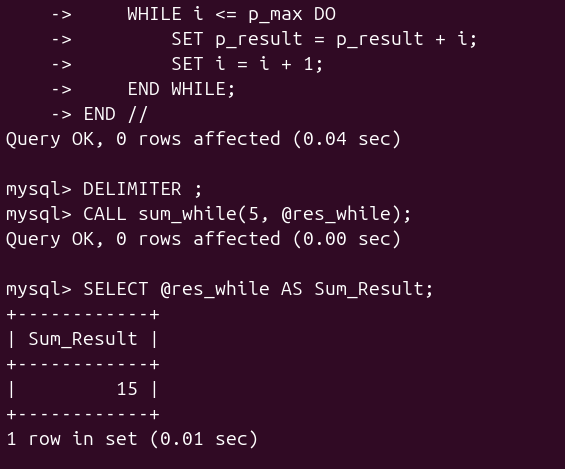 ->     WHILE i <= p_max DO
    ->         SET p_result = p_result + i;
    ->         SET i = i + 1;
    ->     END WHILE;
    -> END //
Query OK, 0 rows affected (0.04 sec)

mysql> DELIMITER ;
mysql> CALL sum_while(5, @res_while);
Query OK, 0 rows affected (0.00 sec)

mysql> SELECT @res_while AS Sum_Result;
+------------+
| Sum_Result |
+------------+
|         15 |
+------------+
1 row in set (0.01 sec)